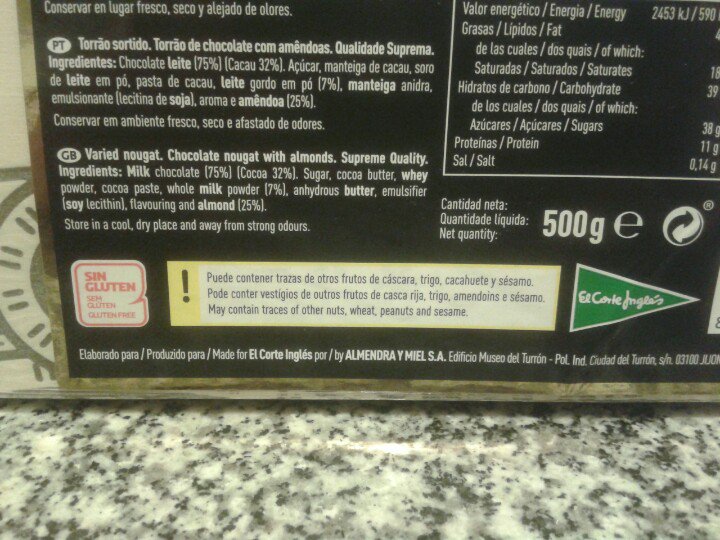 Conservar en lugar fresco, seco y alejado de olores.
PT Torrão sortido. Torrão de chocolate com amêndoas. Qualidade Suprema.
Ingredientes: Chocolate leite (75%) (Cacau 32%). Açúcar, manteiga de cacau, soro
de leite em pó, pasta de cacau, leite gordo em pó (7%), manteiga anidra,
emulsionante (lecitina de soja), aroma e amêndoa (25%).
Conservar em ambiente fresco, seco e afastado de odores.
GB Varied nougat. Chocolate nougat with almonds. Supreme Quality.
Ingredients: Milk chocolate (75%) (Cocoa 32%). Sugar, cocoa butter, whey
powder, cocoa paste, whole milk powder (7%), anhydrous butter, emulsifier
(soy lecithin), flavouring and almond (25%).
Store in a cool, dry place and away from strong odours.
Valor energético / Energia / Energy 2453 kJ / 590
Grasas / Lípidos / Fat
de las cuales / dos quais / of which:
Saturadas / Saturados / Saturates 18
Hidratos de carbono / Carbohydrate 39
de los cuales / dos quais / of which:
Azúcares / Açúcares / Sugars 38 g
Proteínas / Protein 11 g
Sal / Salt 0,14 g
Cantidad neta:
Quantidade líquida: 500g e
Net quantity:
®
SIN
GLUTEN
SEM
GLÚTEN
GLUTEN FREE
! Puede contener trazas de otros frutos de cáscara, trigo, cacahuete y sésamo.
Pode conter vestígios de outros frutos de casca rija, trigo, amendoins e sésamo.
May contain traces of other nuts, wheat, peanuts and sesame.
El Corte Inglés
Elaborado para / Produzido para / Made for El Corte Inglés por / by ALMENDRA Y MIEL S.A. Edificio Museo del Turrón - Pol. Ind. Ciudad del Turrón, s/n. 03100 JIJON